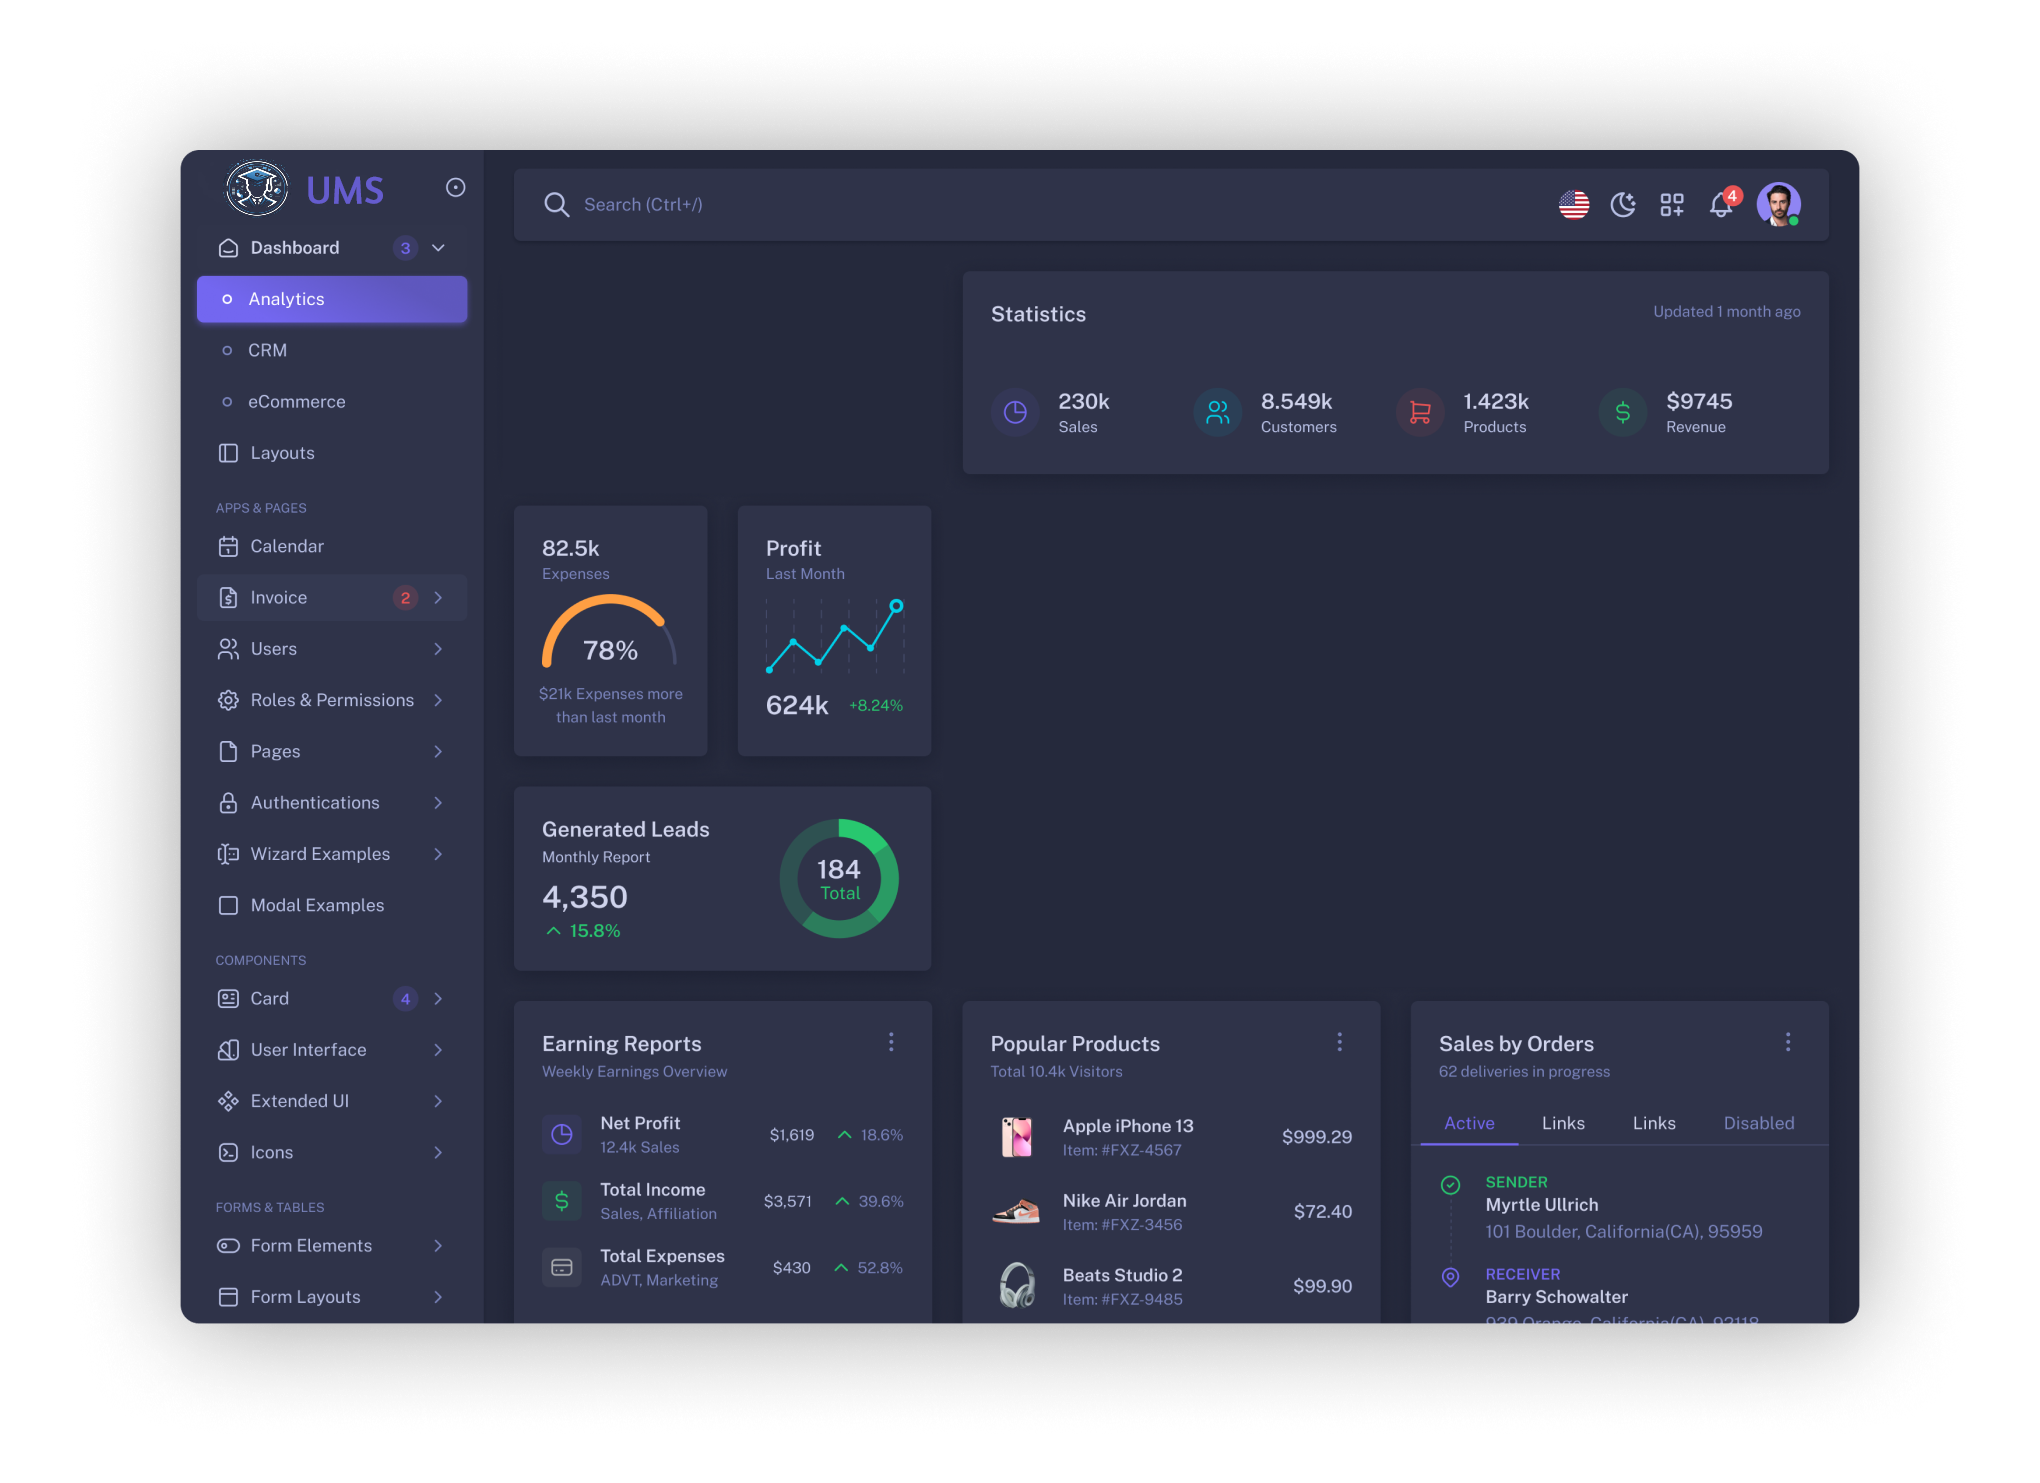 UMS
Dashboard 3
Analytics
CRM
eCommerce
Layouts
APPS & PAGES
Calendar
Invoice 2
Users
Roles & Permissions
Pages
Authentications
Wizard Examples
Modal Examples
COMPONENTS
Card 4
User Interface
Extended UI
Icons
FORMS & TABLES
Form Elements
Form Layouts
Search (Ctrl+/)
4
Statistics
Updated 1 month ago
230k
Sales
8.549k
Customers
1.423k
Products
$9745
Revenue
82.5k
Expenses
78%
$21k Expenses more
than last month
Profit
Last Month
624k +8.24%
Generated Leads
Monthly Report
4,350
15.8%
184
Total
Earning Reports
Weekly Earnings Overview
Net Profit
12.4k Sales
$1,619 18.6%
Total Income
Sales, Affiliation
$3,571 39.6%
Total Expenses
ADVT, Marketing
$430 52.8%
Popular Products
Total 10.4k Visitors
Apple iPhone 13
Item: #FXZ-4567
$999.29
Nike Air Jordan
Item: #FXZ-3456
$72.40
Beats Studio 2
Item: #FXZ-9485
$99.90
Sales by Orders
62 deliveries in progress
Active Links Links Disabled
SENDER
Myrtle Ullrich
101 Boulder, California(CA), 95959
RECEIVER
Barry Schowalter
939 Orange, California(CA), 92118